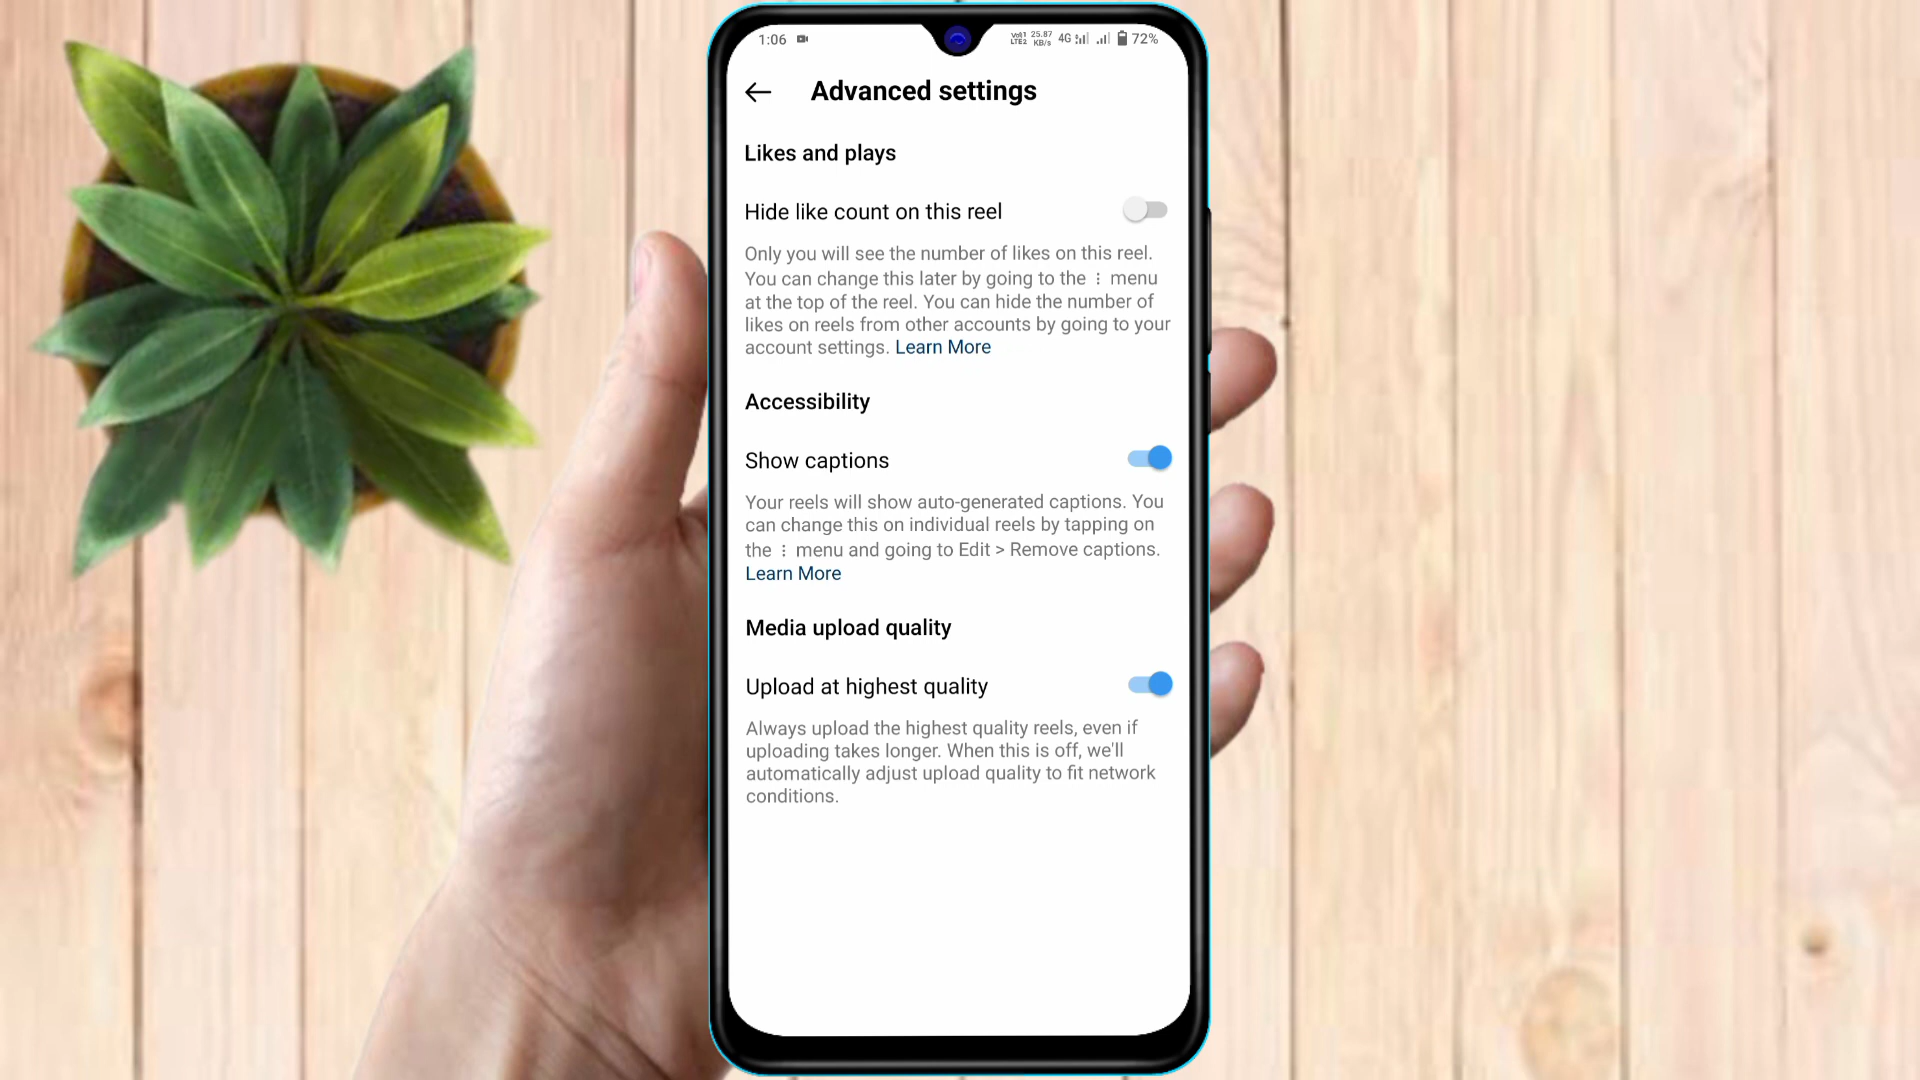 1:06 Vo1 LTE2 25.87 KB/s 4G 72%
Advanced settings
Likes and plays
Hide like count on this reel
Only you will see the number of likes on this reel.
You can change this later by going to the ⋮ menu
at the top of the reel. You can hide the number of
likes on reels from other accounts by going to your
account settings. Learn More
Accessibility
Show captions
Your reels will show auto-generated captions. You
can change this on individual reels by tapping on
the ⋮ menu and going to Edit > Remove captions.
Learn More
Media upload quality
Upload at highest quality
Always upload the highest quality reels, even if
uploading takes longer. When this is off, we'll
automatically adjust upload quality to fit network
conditions.